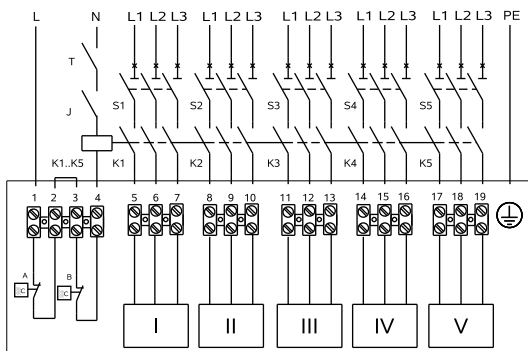 L N L1 L2 L3 L1 L2 L3 L1 L2 L3 L1 L2 L3 L1 L2 L3 PE
T
S1 S2 S3 S4 S5
J
K1..K5 K1 K2 K3 K4 K5
1 2 3 4 5 6 7 8 9 10 11 12 13 14 15 16 17 18 19
A B
I II III IV V